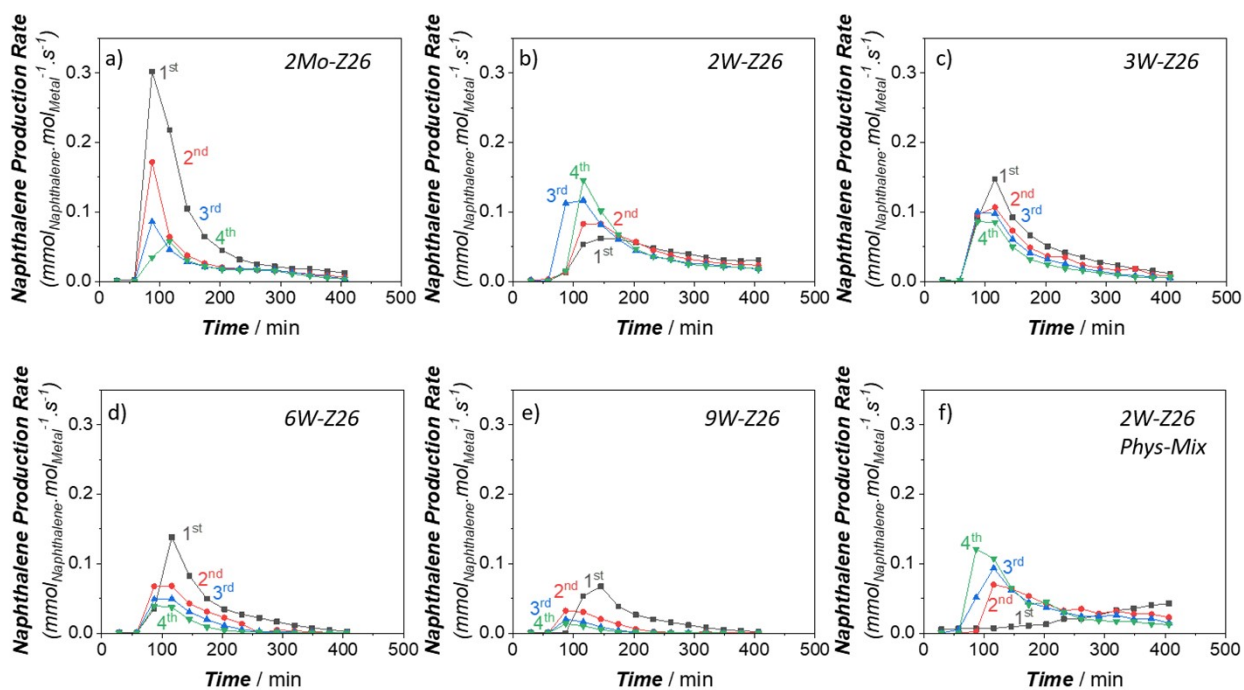 a)
2Mo-Z26
1st
2nd
3rd
4th
0.3
0.2
0.1
0.0
0 100 200 300 400 500
Time / min
Naphthalene Production Rate
(mmolNaphthalene.molMetal-1.s-1)
b)
2W-Z26
4th
3rd
2nd
1st
0.3
0.2
0.1
0.0
0 100 200 300 400 500
Time / min
Naphthalene Production Rate
(mmolNaphthalene.molMetal-1.s-1)
c)
3W-Z26
1st
2nd
3rd
4th
0.3
0.2
0.1
0.0
0 100 200 300 400 500
Time / min
Naphthalene Production Rate
(mmolNaphthalene.molMetal-1.s-1)
d)
6W-Z26
1st
2nd
3rd
4th
0.3
0.2
0.1
0.0
0 100 200 300 400 500
Time / min
Naphthalene Production Rate
(mmolNaphthalene.molMetal-1.s-1)
e)
9W-Z26
1st
2nd
3rd
4th
0.3
0.2
0.1
0.0
0 100 200 300 400 500
Time / min
Naphthalene Production Rate
(mmolNaphthalene.molMetal-1.s-1)
f)
2W-Z26
Phys-Mix
4th
3rd
2nd
1st
0.3
0.2
0.1
0.0
0 100 200 300 400 500
Time / min
Naphthalene Production Rate
(mmolNaphthalene.molMetal-1.s-1)